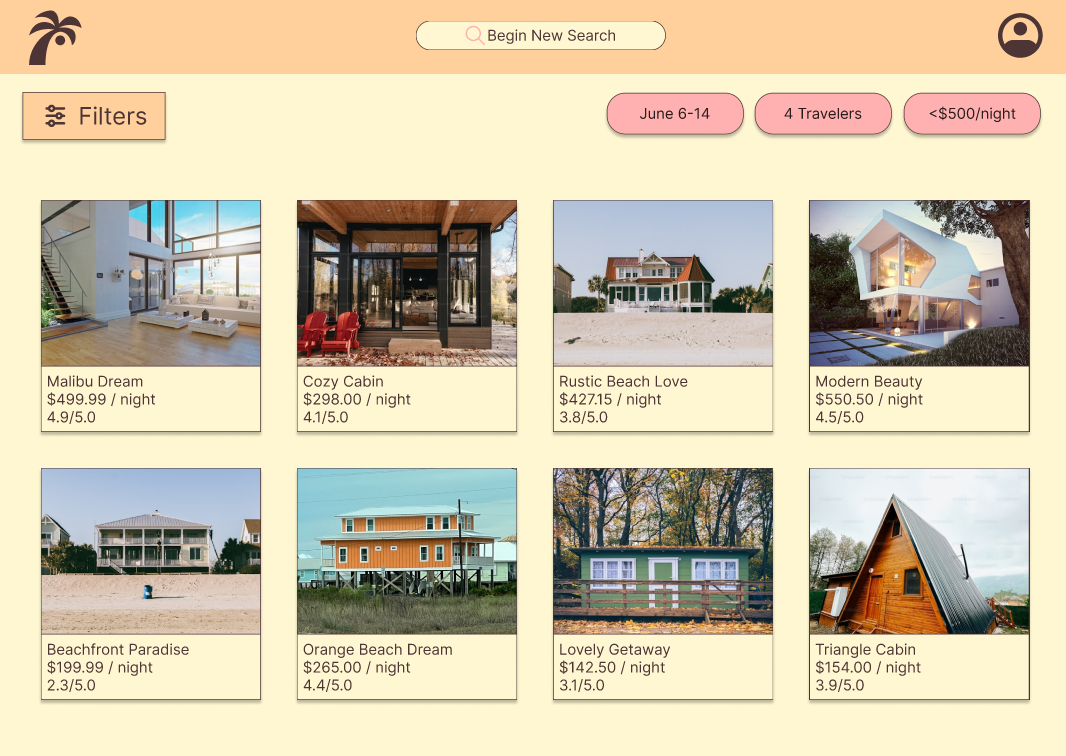 Begin New Search
Filters
June 6-14
4 Travelers
<$500/night
Malibu Dream
$499.99 / night
4.9/5.0
Cozy Cabin
$298.00 / night
4.1/5.0
Rustic Beach Love
$427.15 / night
3.8/5.0
Modern Beauty
$550.50 / night
4.5/5.0
Beachfront Paradise
$199.99 / night
2.3/5.0
Orange Beach Dream
$265.00 / night
4.4/5.0
Lovely Getaway
$142.50 / night
3.1/5.0
Triangle Cabin
$154.00 / night
3.9/5.0